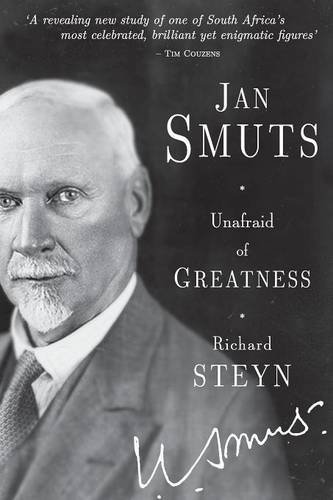 ‘A revealing new study of one of South Africa’s
most celebrated, brilliant yet enigmatic figures’
– TIM COUZENS
JAN
SMUTS
*
Unafraid
of
GREATNESS
*
Richard
STEYN
Smuts.